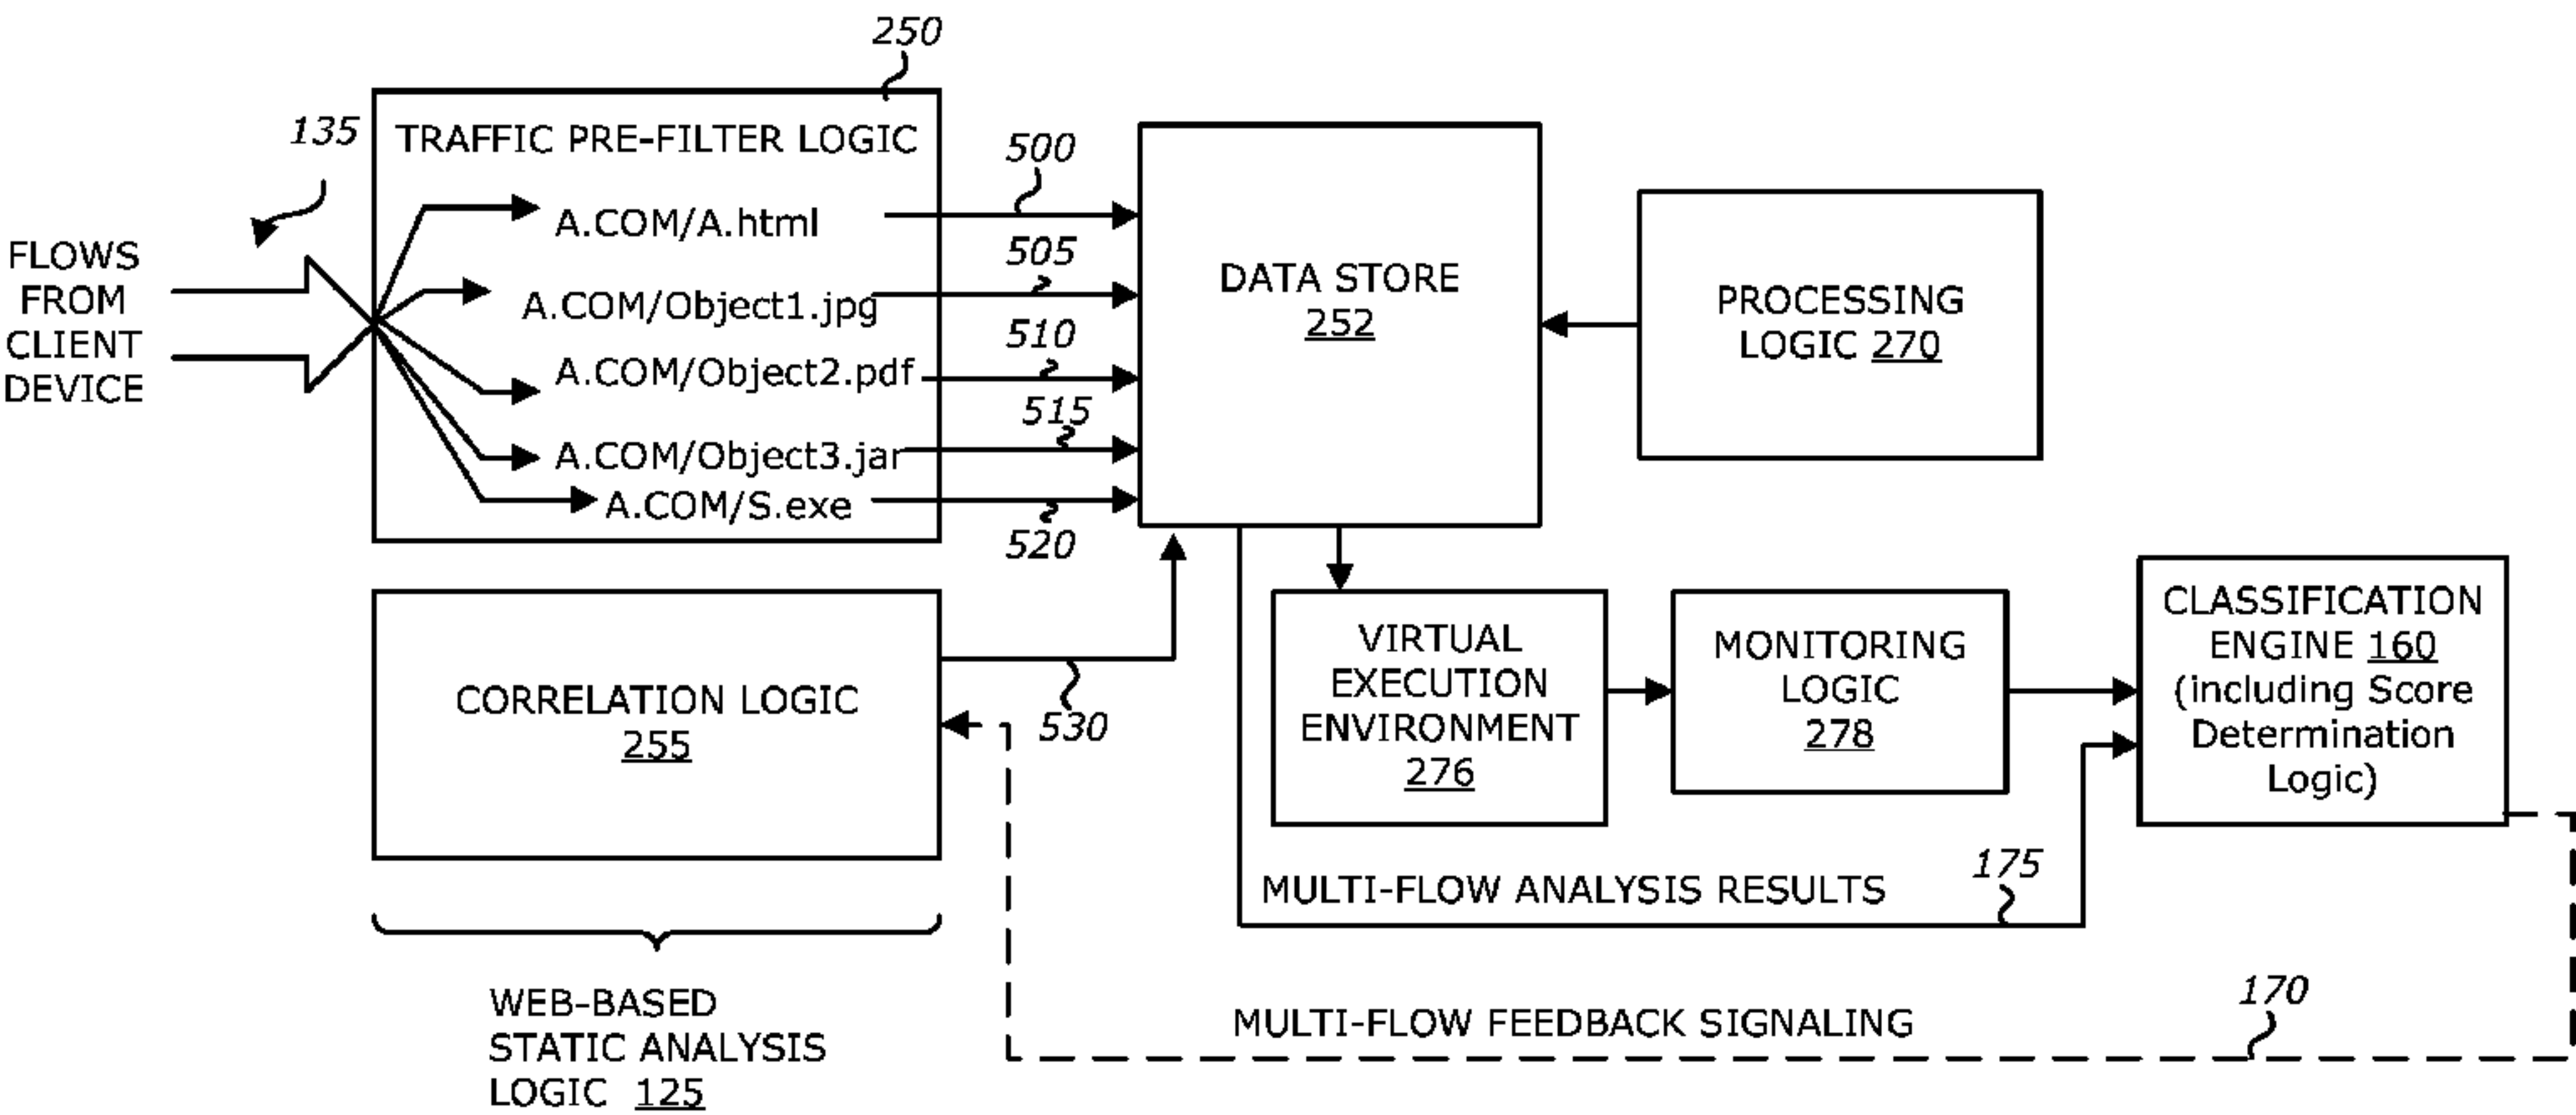 250
135
TRAFFIC PRE-FILTER LOGIC
FLOWS
FROM
CLIENT
DEVICE
A.COM/A.html
A.COM/Object1.jpg
A.COM/Object2.pdf
A.COM/Object3.jar
A.COM/S.exe
500
505
510
515
520
DATA STORE
252
PROCESSING
LOGIC 270
CORRELATION LOGIC
255
530
VIRTUAL
EXECUTION
ENVIRONMENT
276
MONITORING
LOGIC
278
CLASSIFICATION
ENGINE 160
(including Score
Determination
Logic)
MULTI-FLOW ANALYSIS RESULTS
175
WEB-BASED
STATIC ANALYSIS
LOGIC 125
MULTI-FLOW FEEDBACK SIGNALING
170